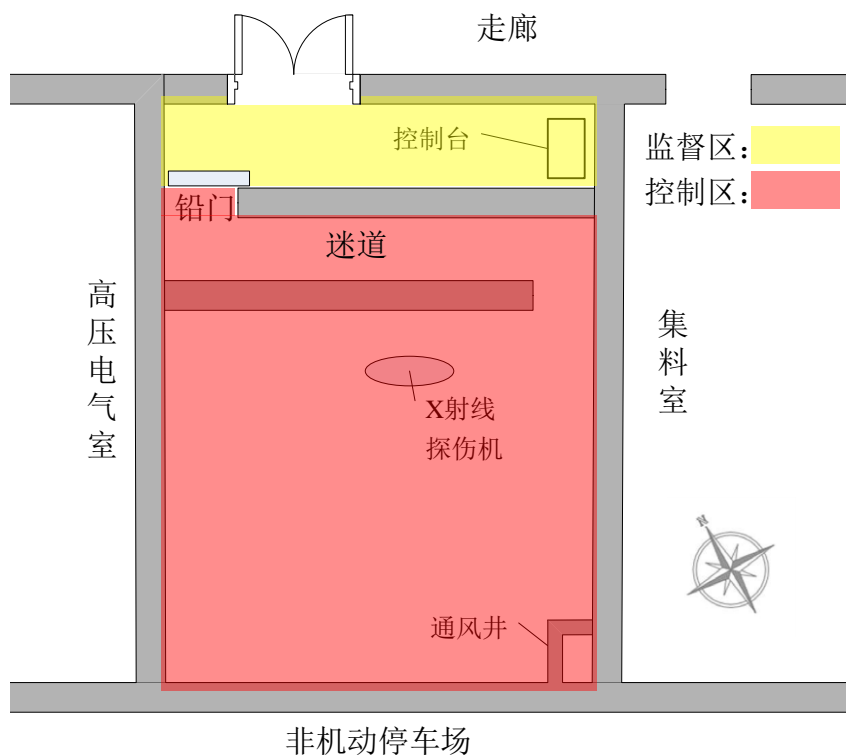 走廊
控制台
监督区：
控制区：
铅门
迷道
高压电气室
集料室
X射线
探伤机
N
通风井
非机动停车场